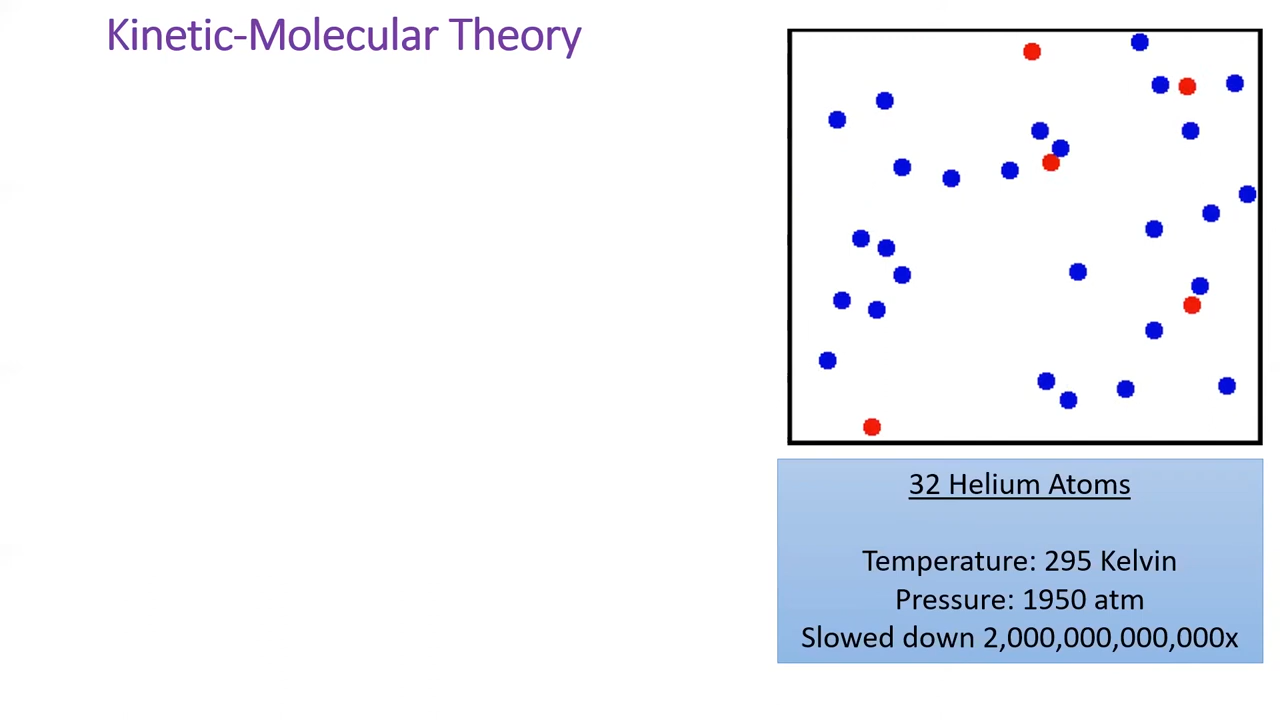 Kinetic-Molecular Theory
32 Helium Atoms
Temperature: 295 Kelvin
Pressure: 1950 atm
Slowed down 2,000,000,000,000x